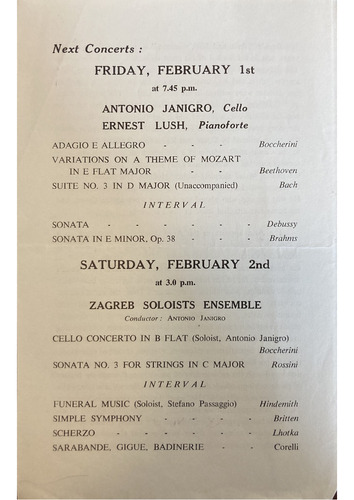 Next Concerts :
FRIDAY, FEBRUARY 1st
at 7.45 p.m.
ANTONIO JANIGRO, Cello
ERNEST LUSH, Pianoforte
ADAGIO E ALLEGRO - - - Boccherini
VARIATIONS ON A THEME OF MOZART
IN E FLAT MAJOR - - Beethoven
SUITE NO. 3 IN D MAJOR (Unaccompanied) Bach
INTERVAL
SONATA - - - - - - Debussy
SONATA IN E MINOR, Op. 38 - - Brahms
SATURDAY, FEBRUARY 2nd
at 3.0 p.m.
ZAGREB SOLOISTS ENSEMBLE
Conductor : ANTONIO JANIGRO
CELLO CONCERTO IN B FLAT (Soloist, Antonio Janigro)
Boccherini
SONATA NO. 3 FOR STRINGS IN C MAJOR Rossini
INTERVAL
FUNERAL MUSIC (Soloist, Stefano Passaggio) Hindemith
SIMPLE SYMPHONY - - - - Britten
SCHERZO - - - - - - Lhotka
SARABANDE, GIGUE, BADINERIE - - Corelli